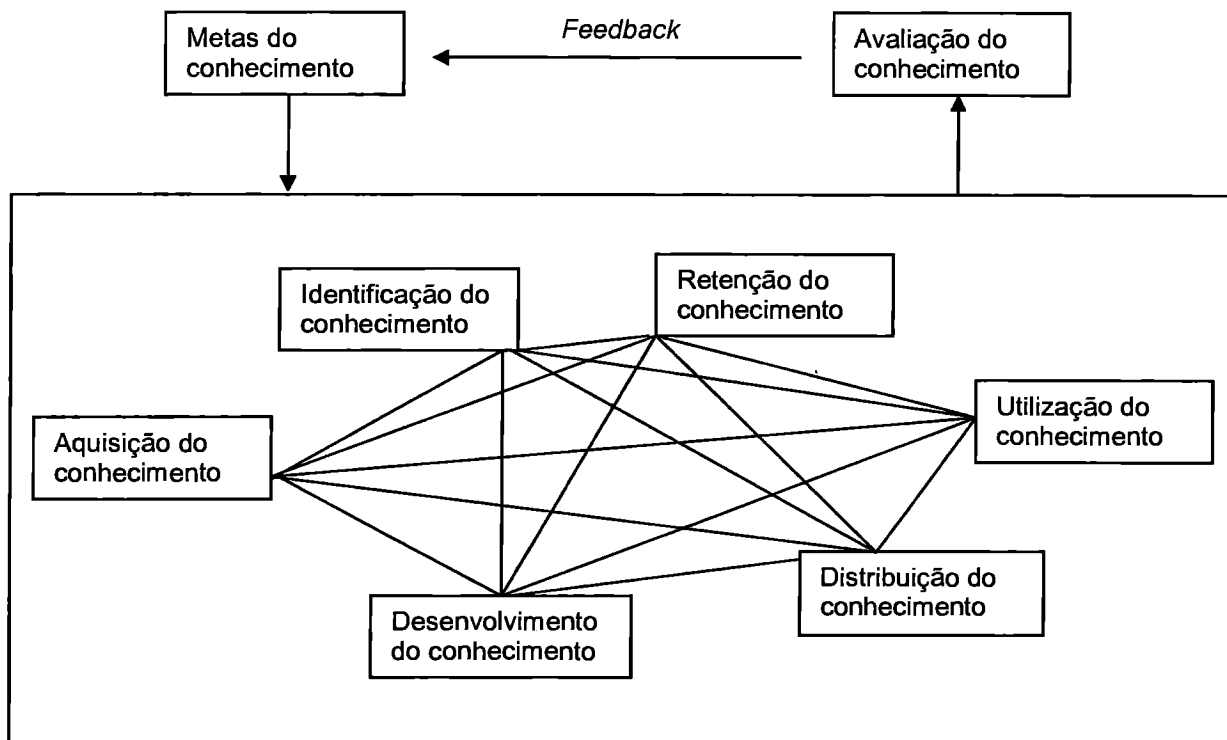 Metas do
conhecimento
Feedback
Avaliação do
conhecimento
Identificação do
conhecimento
Retenção do
conhecimento
Utilização do
conhecimento
Aquisição do
conhecimento
Distribuição do
conhecimento
Desenvolvimento
do conhecimento